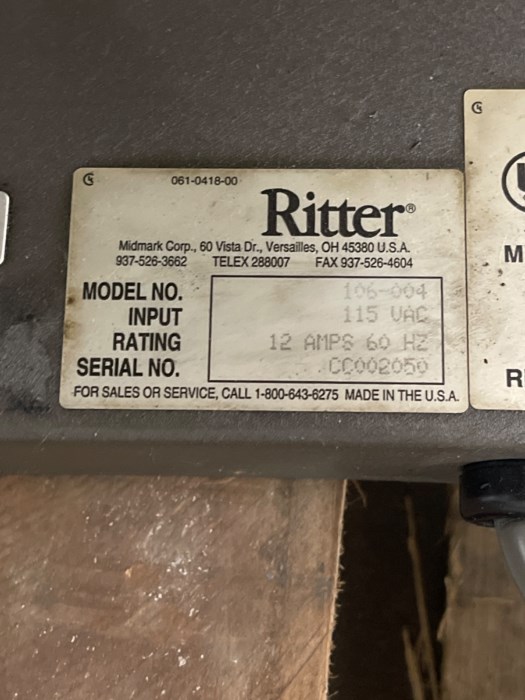 061-0418-00
Ritter®
Midmark Corp., 60 Vista Dr., Versailles, OH 45380 U.S.A.
937-526-3662 TELEX 288007 FAX 937-526-4604
MODEL NO. 106-004
INPUT 115 VAC
RATING 12 AMPS 60 HZ
SERIAL NO. CC002050
FOR SALES OR SERVICE, CALL 1-800-643-6275 MADE IN THE U.S.A.